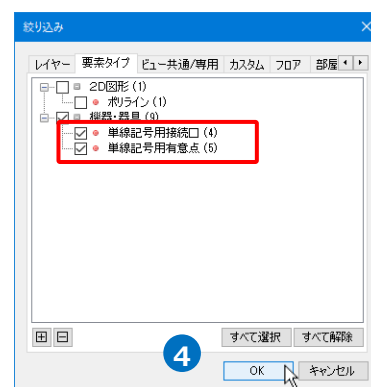 絞り込み
レイヤー 要素タイプ ビュー共通/専用 カスタム フロア 部屋
2D図形 (1)
ポリライン (1)
機器・器具 (9)
単線記号用接続口 (4)
単線記号用有意点 (5)
すべて選択 すべて解除
4
OK キャンセル